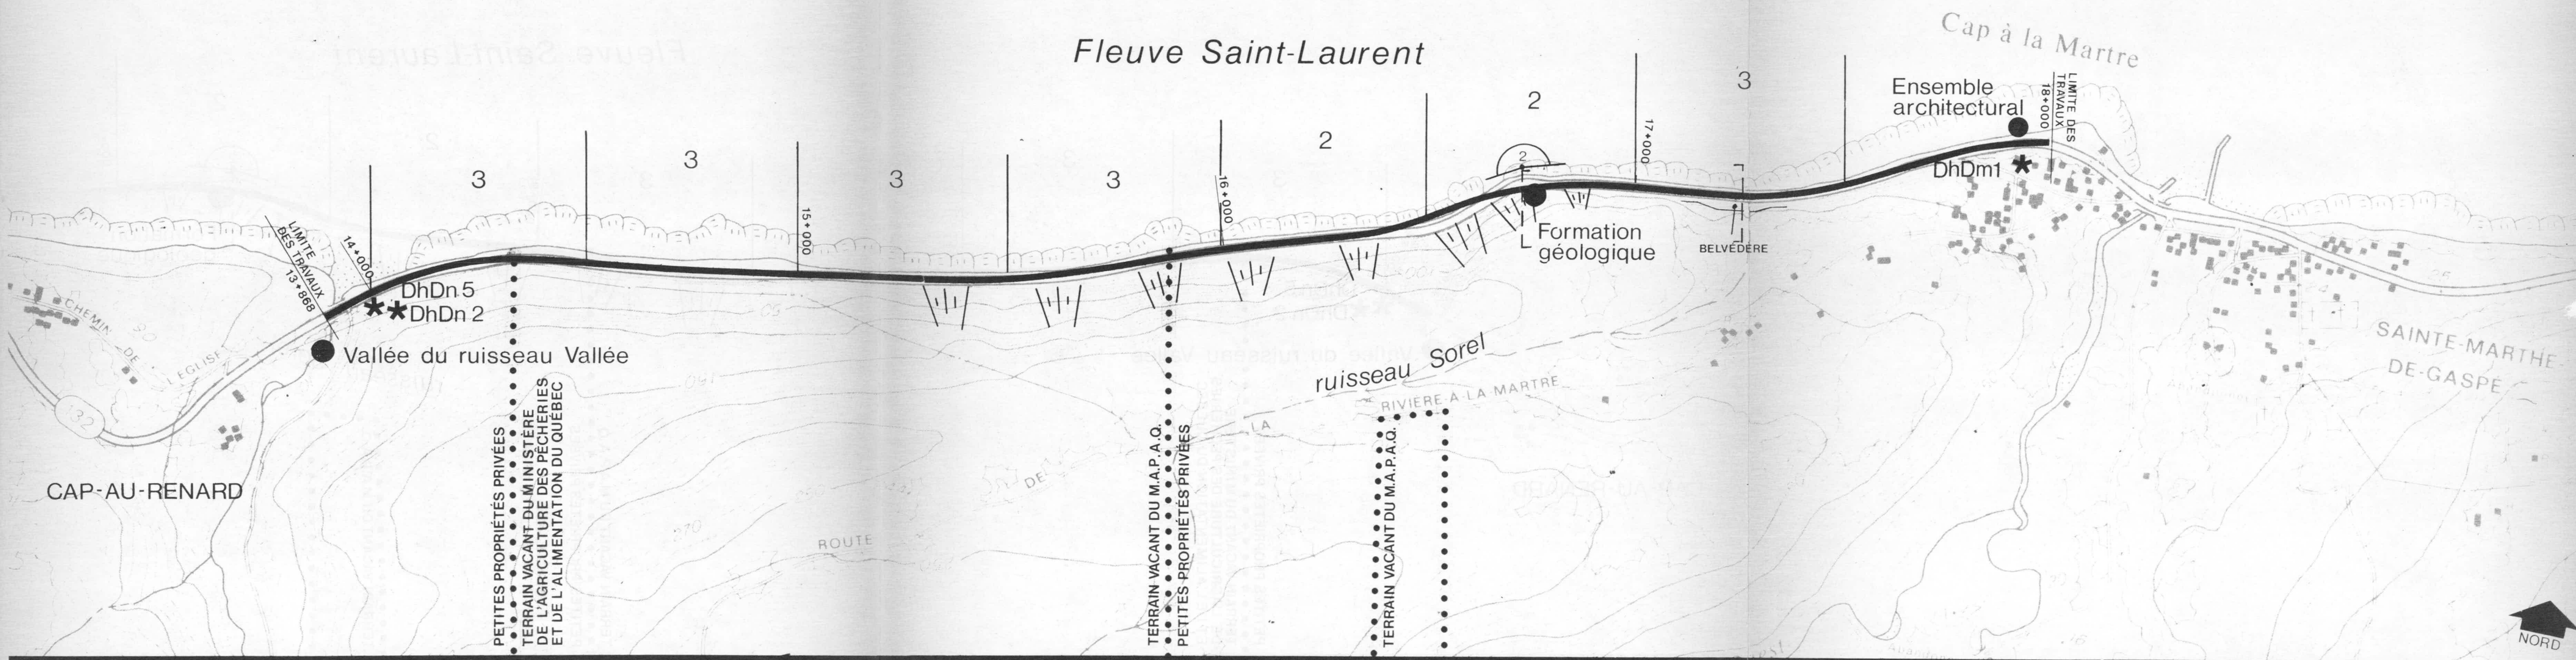 Fleuve Saint-Laurent
Cap à la Martre
3
3
3
3
2
2
3
2
Ensemble
architectural
LIMITE DES
TRAVAUX
18+000
DhDm1
17+000
16+000
15+000
14+000
LIMITE
DES TRAVAUX
13+868
DhDn 5
DhDn 2
Vallée du ruisseau Vallée
Formation
géologique
BELVÉDÈRE
CHEMIN
DE
L'ÉGLISE
132
CAP-AU-RENARD
PETITES PROPRIÉTÉS PRIVÉES
TERRAIN VACANT DU MINISTÈRE
DE L'AGRICULTURE DES PÊCHERIES
ET DE L'ALIMENTATION DU QUÉBEC
ROUTE
DE
LA
RIVIERE-A-LA MARTRE
ruisseau Sorel
TERRAIN VACANT DU M.A.P.A.Q.
PETITES PROPRIÉTÉS PRIVÉES
TERRAIN VACANT DU M.A.P.A.Q.
SAINTE-MARTHE-
DE-GASPÉ
NORD